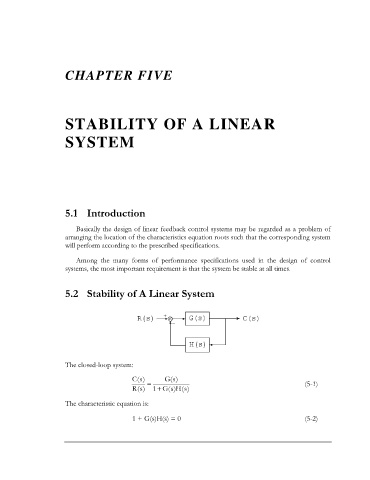 CHAPTER FIVE
STABILITY OF A LINEAR
SYSTEM
5.1 Introduction
Basically the design of linear feedback control systems may be regarded as a problem of
arranging the location of the characteristics equation roots such that the corresponding system
will perform according to the prescribed specifications.
Among the many forms of performance specifications used in the design of control
systems, the most important requirement is that the system be stable at all times.
5.2 Stability of A Linear System
R(s) + - G(s) C(s)
H(s)
The closed-loop system:
C(s)/R(s) = G(s)/1+G(s)H(s) (5-1)
The characteristic equation is:
1 + G(s)H(s) = 0 (5-2)